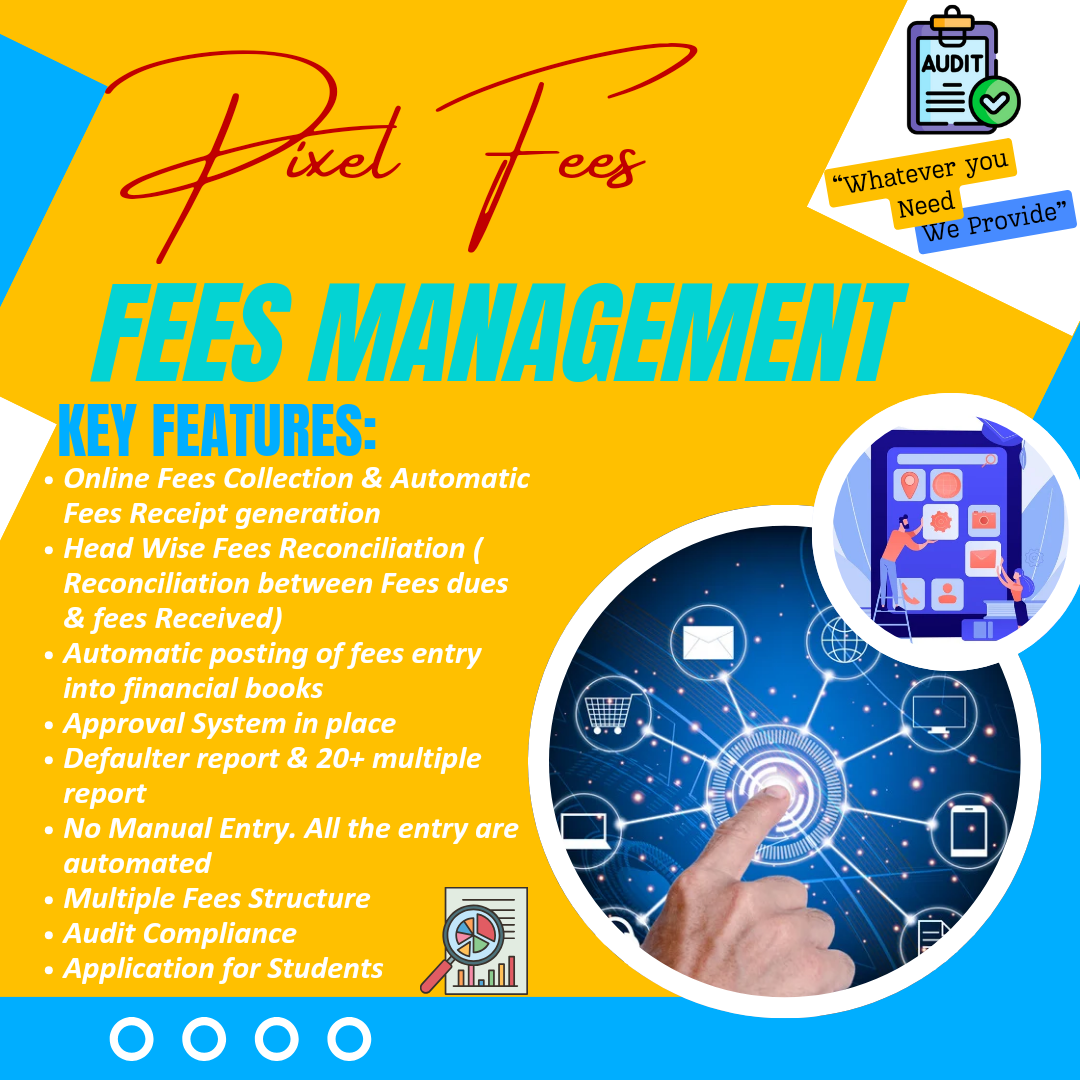 Pixel Fees
AUDIT
“Whatever you
Need
We Provide”
FEES MANAGEMENT
KEY FEATURES:
• Online Fees Collection & Automatic
Fees Receipt generation
• Head Wise Fees Reconciliation (
Reconciliation between Fees dues
& fees Received)
• Automatic posting of fees entry
into financial books
• Approval System in place
• Defaulter report & 20+ multiple
report
• No Manual Entry. All the entry are
automated
• Multiple Fees Structure
• Audit Compliance
• Application for Students